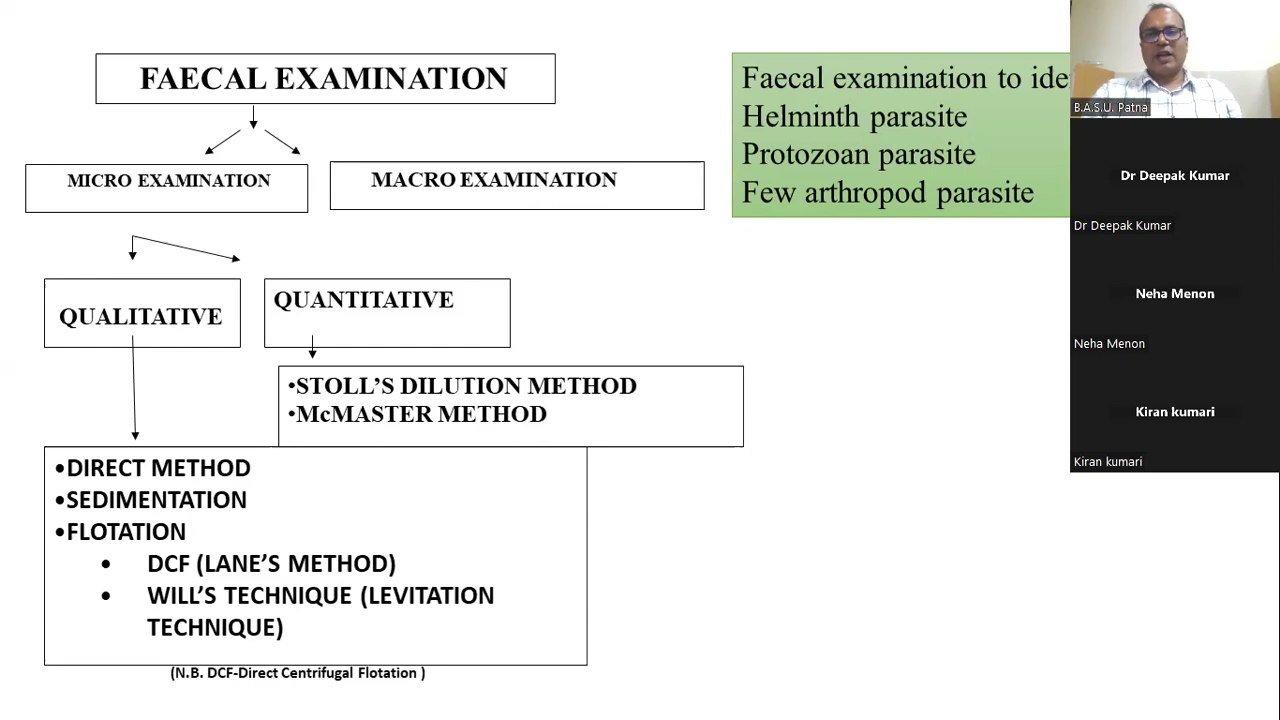 FAECAL EXAMINATION
MICRO EXAMINATION
MACRO EXAMINATION
QUALITATIVE
QUANTITATIVE
•STOLL'S DILUTION METHOD
•McMASTER METHOD
•DIRECT METHOD
•SEDIMENTATION
•FLOTATION
• DCF (LANE'S METHOD)
• WILL'S TECHNIQUE (LEVITATION
TECHNIQUE)
(N.B. DCF-Direct Centrifugal Flotation )
Faecal examination to
Helminth parasite
Protozoan parasite
Few arthropod parasite
B.A.S.U. Patna
Dr Deepak Kumar
Dr Deepak Kumar
Neha Menon
Neha Menon
Kiran kumari
Kiran kumari